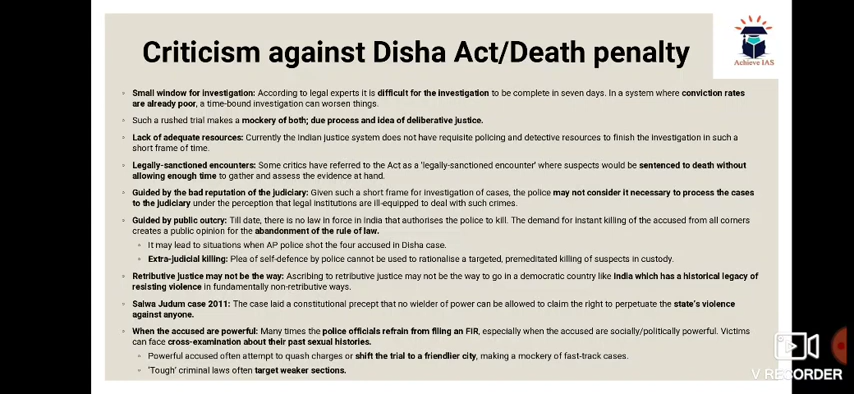 Criticism against Disha Act/Death penalty
Achieve IAS
Small window for investigation: According to legal experts it is difficult for the investigation to be complete in seven days. In a system where conviction rates
are already poor, a time-bound investigation can worsen things.
Such a rushed trial makes a mockery of both; due process and idea of deliberative justice.
Lack of adequate resources: Currently the Indian justice system does not have requisite policing and detective resources to finish the investigation in such a
short frame of time.
Legally-sanctioned encounters: Some critics have referred to the Act as a 'legally-sanctioned encounter' where suspects would be sentenced to death without
allowing enough time to gather and assess the evidence at hand.
Guided by the bad reputation of the judiciary: Given such a short frame for investigation of cases, the police may not consider it necessary to process the cases
to the judiciary under the perception that legal institutions are ill-equipped to deal with such crimes.
Guided by public outcry: Till date, there is no law in force in India that authorises the police to kill. The demand for instant killing of the accused from all corners
creates a public opinion for the abandonment of the rule of law.
It may lead to situations when AP police shot the four accused in Disha case.
Extra-judicial killing: Plea of self-defence by police cannot be used to rationalise a targeted, premeditated killing of suspects in custody.
Retributive justice may not be the way: Ascribing to retributive justice may not be the way to go in a democratic country like India which has a historical legacy of
resisting violence in fundamentally non-retributive ways.
Salwa Judum case 2011: The case laid a constitutional precept that no wielder of power can be allowed to claim the right to perpetuate the state's violence
against anyone.
When the accused are powerful: Many times the police officials refrain from filing an FIR, especially when the accused are socially/politically powerful. Victims
can face cross-examination about their past sexual histories.
Powerful accused often attempt to quash charges or shift the trial to a friendlier city, making a mockery of fast-track cases.
'Tough' criminal laws often target weaker sections.
V RECORDER